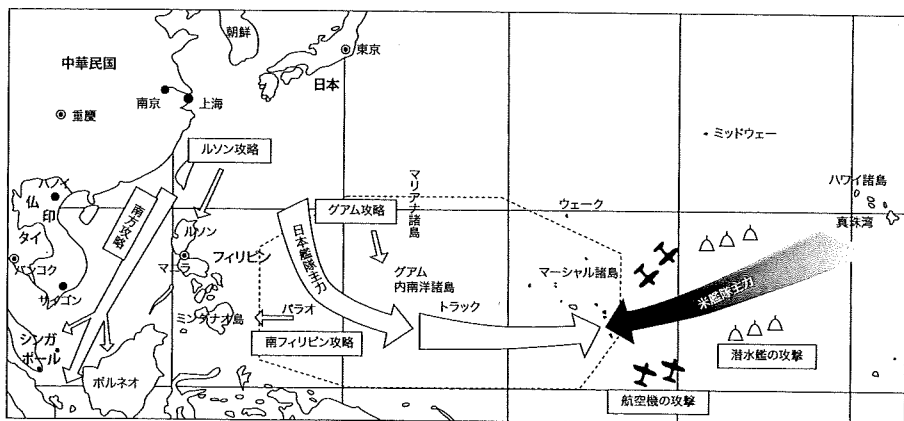 朝鮮
東京
日本
中華民国
南京
上海
重慶
ミッドウェー
ルソン攻略
ハワイ諸島
真珠湾
ハノイ
仏
印
タイ
バンコク
サイゴン
南方攻略
ルソン
マニラ
フィリピン
日本艦隊主力
グアム攻略
マリアナ諸島
ウェーク
グアム
内南洋諸島
マーシャル諸島
トラック
パラオ
ミンダナオ島
南フィリピン攻略
米艦隊主力
シンガ
ポール
ボルネオ
潜水艦の攻撃
航空機の攻撃